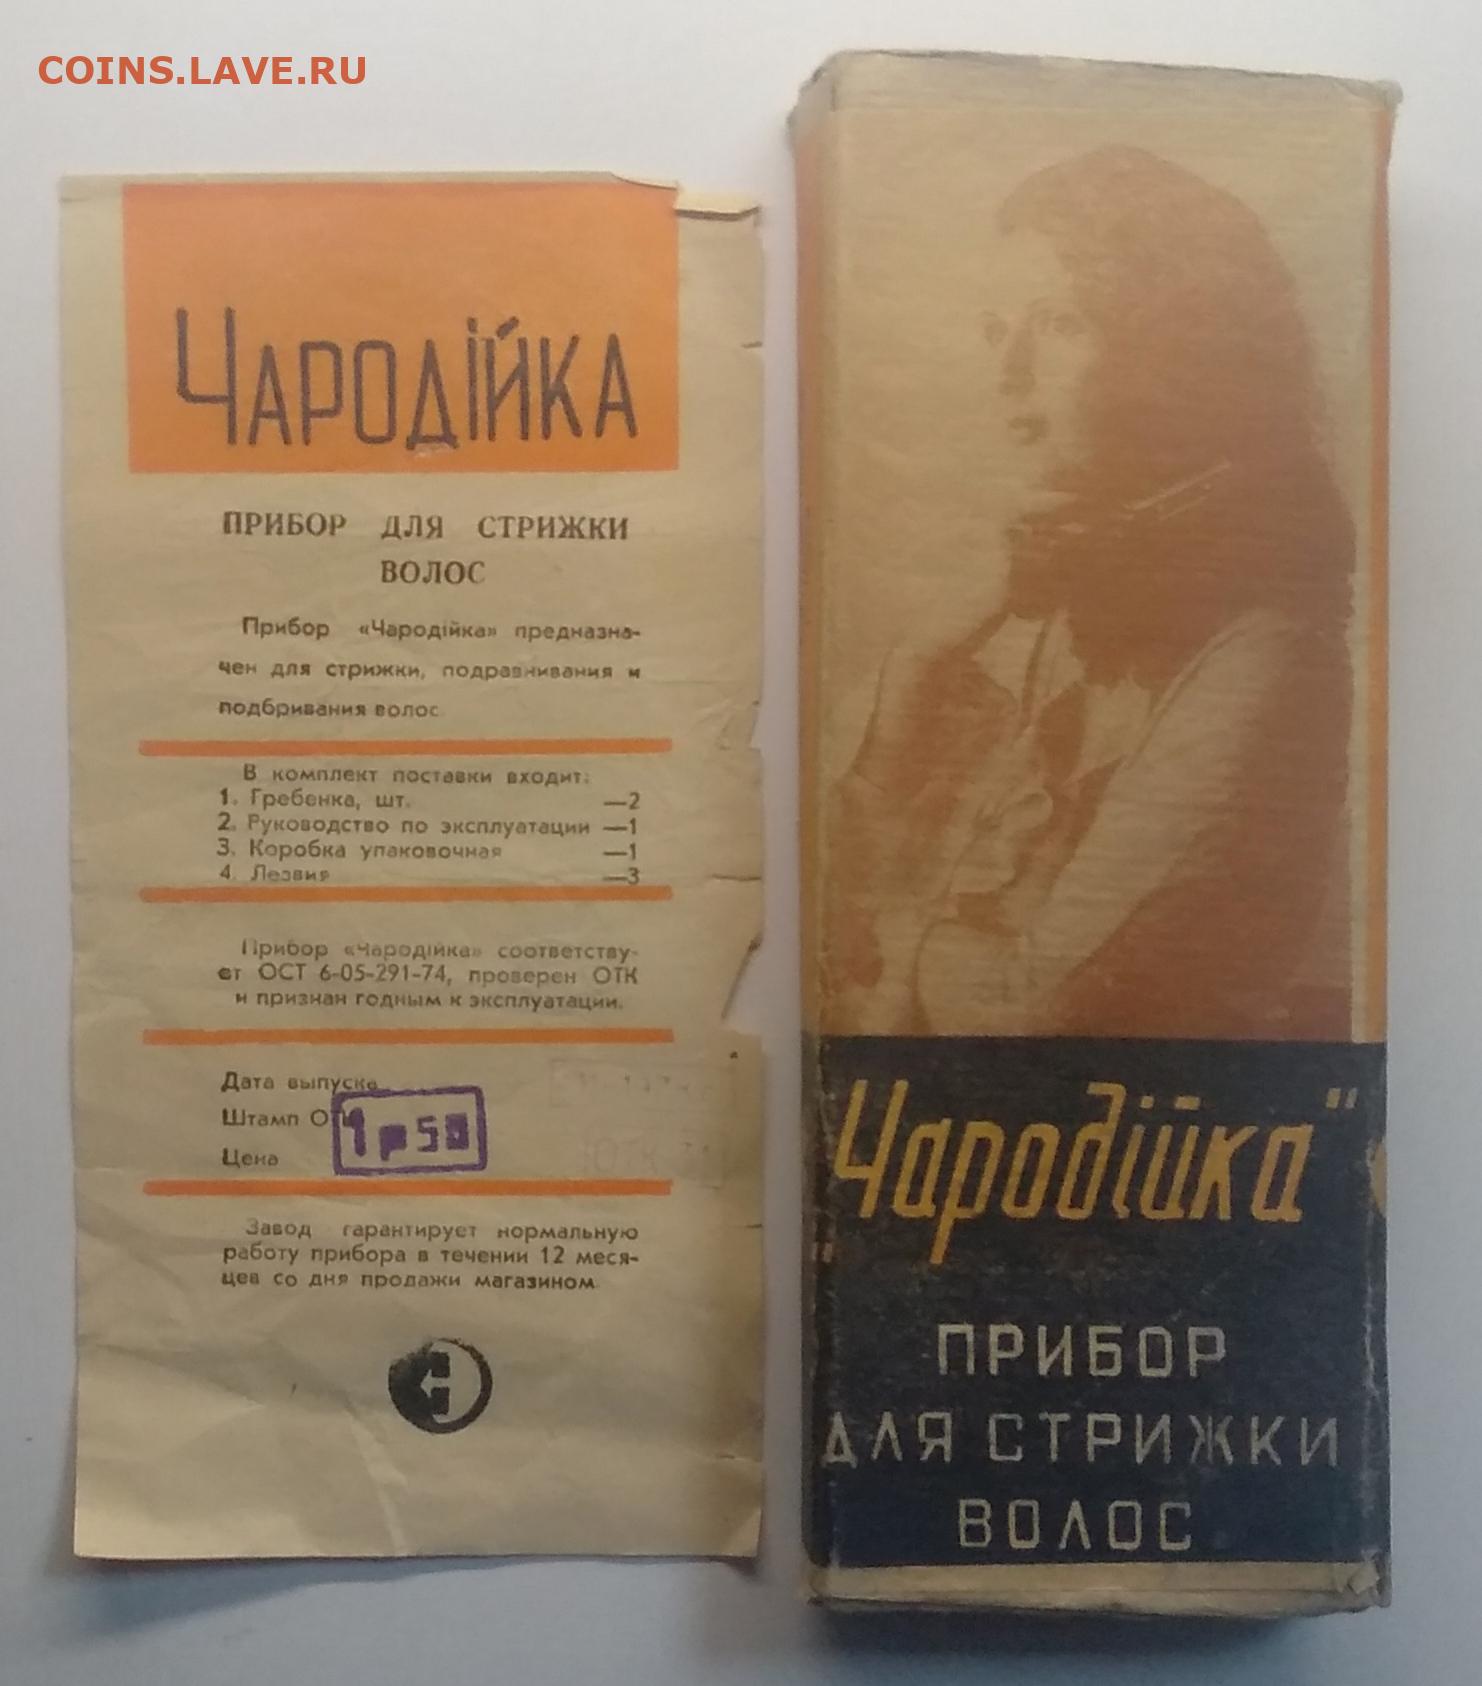 COINS.LAVE.RU
ЧАРОДІЙКА
ПРИБОР ДЛЯ СТРИЖКИ
ВОЛОС
Прибор «Чародійка» предназна-
чен для стрижки, подравнивания и
подбривания волос.
В комплект поставки входит:
1. Гребенка, шт. —2
2. Руководство по эксплуатации —1
3. Коробка упаковочная —1
4. Лезвия —3
Прибор «Чародійка» соответству-
ет ОСТ 6-05-291-74, проверен ОТК
и признан годным к эксплуатации.
Дата выпуска
Штамп
Цена
1р50
Завод гарантирует нормальную
работу прибора в течении 12 меся-
цев со дня продажи магазином.
„Чародійка"
ПРИБОР
ДЛЯ СТРИЖКИ
ВОЛОС